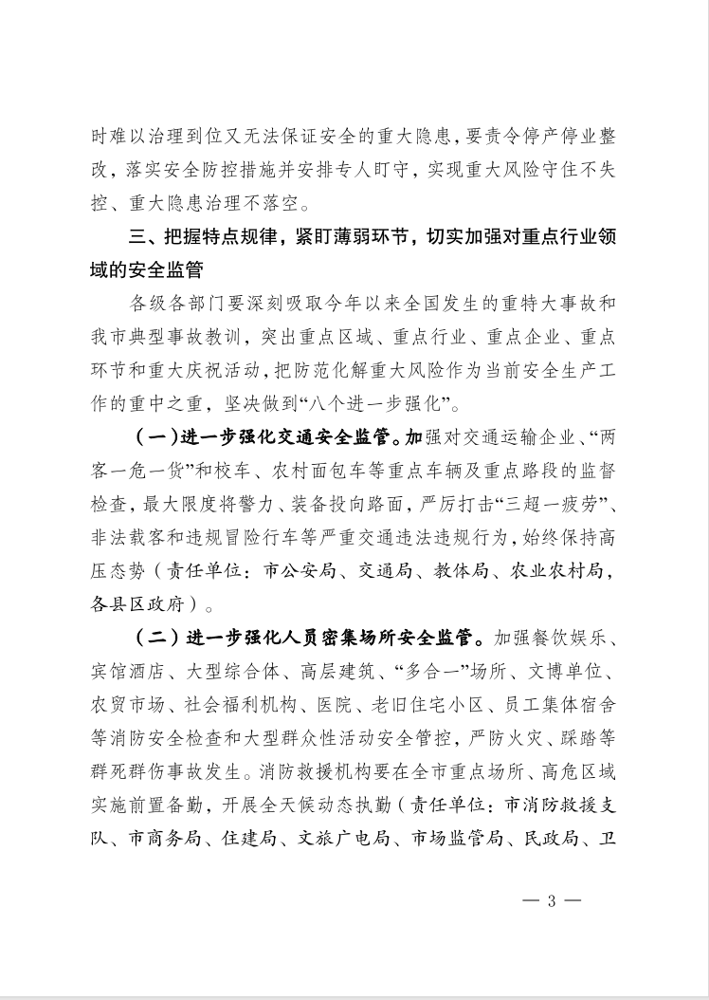 时难以治理到位又无法保证安全的重大隐患，要责令停产停业整
改，落实安全防控措施并安排专人盯守，实现重大风险守住不失
控、重大隐患治理不落空。
三、把握特点规律，紧盯薄弱环节，切实加强对重点行业领
域的安全监管
各级各部门要深刻吸取今年以来全国发生的重特大事故和
我市典型事故教训，突出重点区域、重点行业、重点企业、重点
环节和重大庆祝活动，把防范化解重大风险作为当前安全生产工
作的重中之重，坚决做到“八个进一步强化”。
（一)进一步强化交通安全监管。加强对交通运输企业、“两
客一危一货”和校车、农村面包车等重点车辆及重点路段的监督
检查，最大限度将警力、装备投向路面，严厉打击“三超一疲劳”、
非法载客和违规冒险行车等严重交通违法违规行为，始终保持高
压态势（责任单位：市公安局、交通局、教体局、农业农村局，
各县区政府）。
（二）进一步强化人员密集场所安全监管。加强餐饮娱乐、
宾馆酒店、大型综合体、高层建筑、“多合一”场所、文博单位、
农贸市场、社会福利机构、医院、老旧住宅小区、员工集体宿舍
等消防安全检查和大型群众性活动安全管控，严防火灾、踩踏等
群死群伤事故发生。消防救援机构要在全市重点场所、高危区域
实施前置备勤，开展全天候动态执勤（责任单位：市消防救援支
队、市商务局、住建局、文旅广电局、市场监管局、民政局、卫
— 3 —